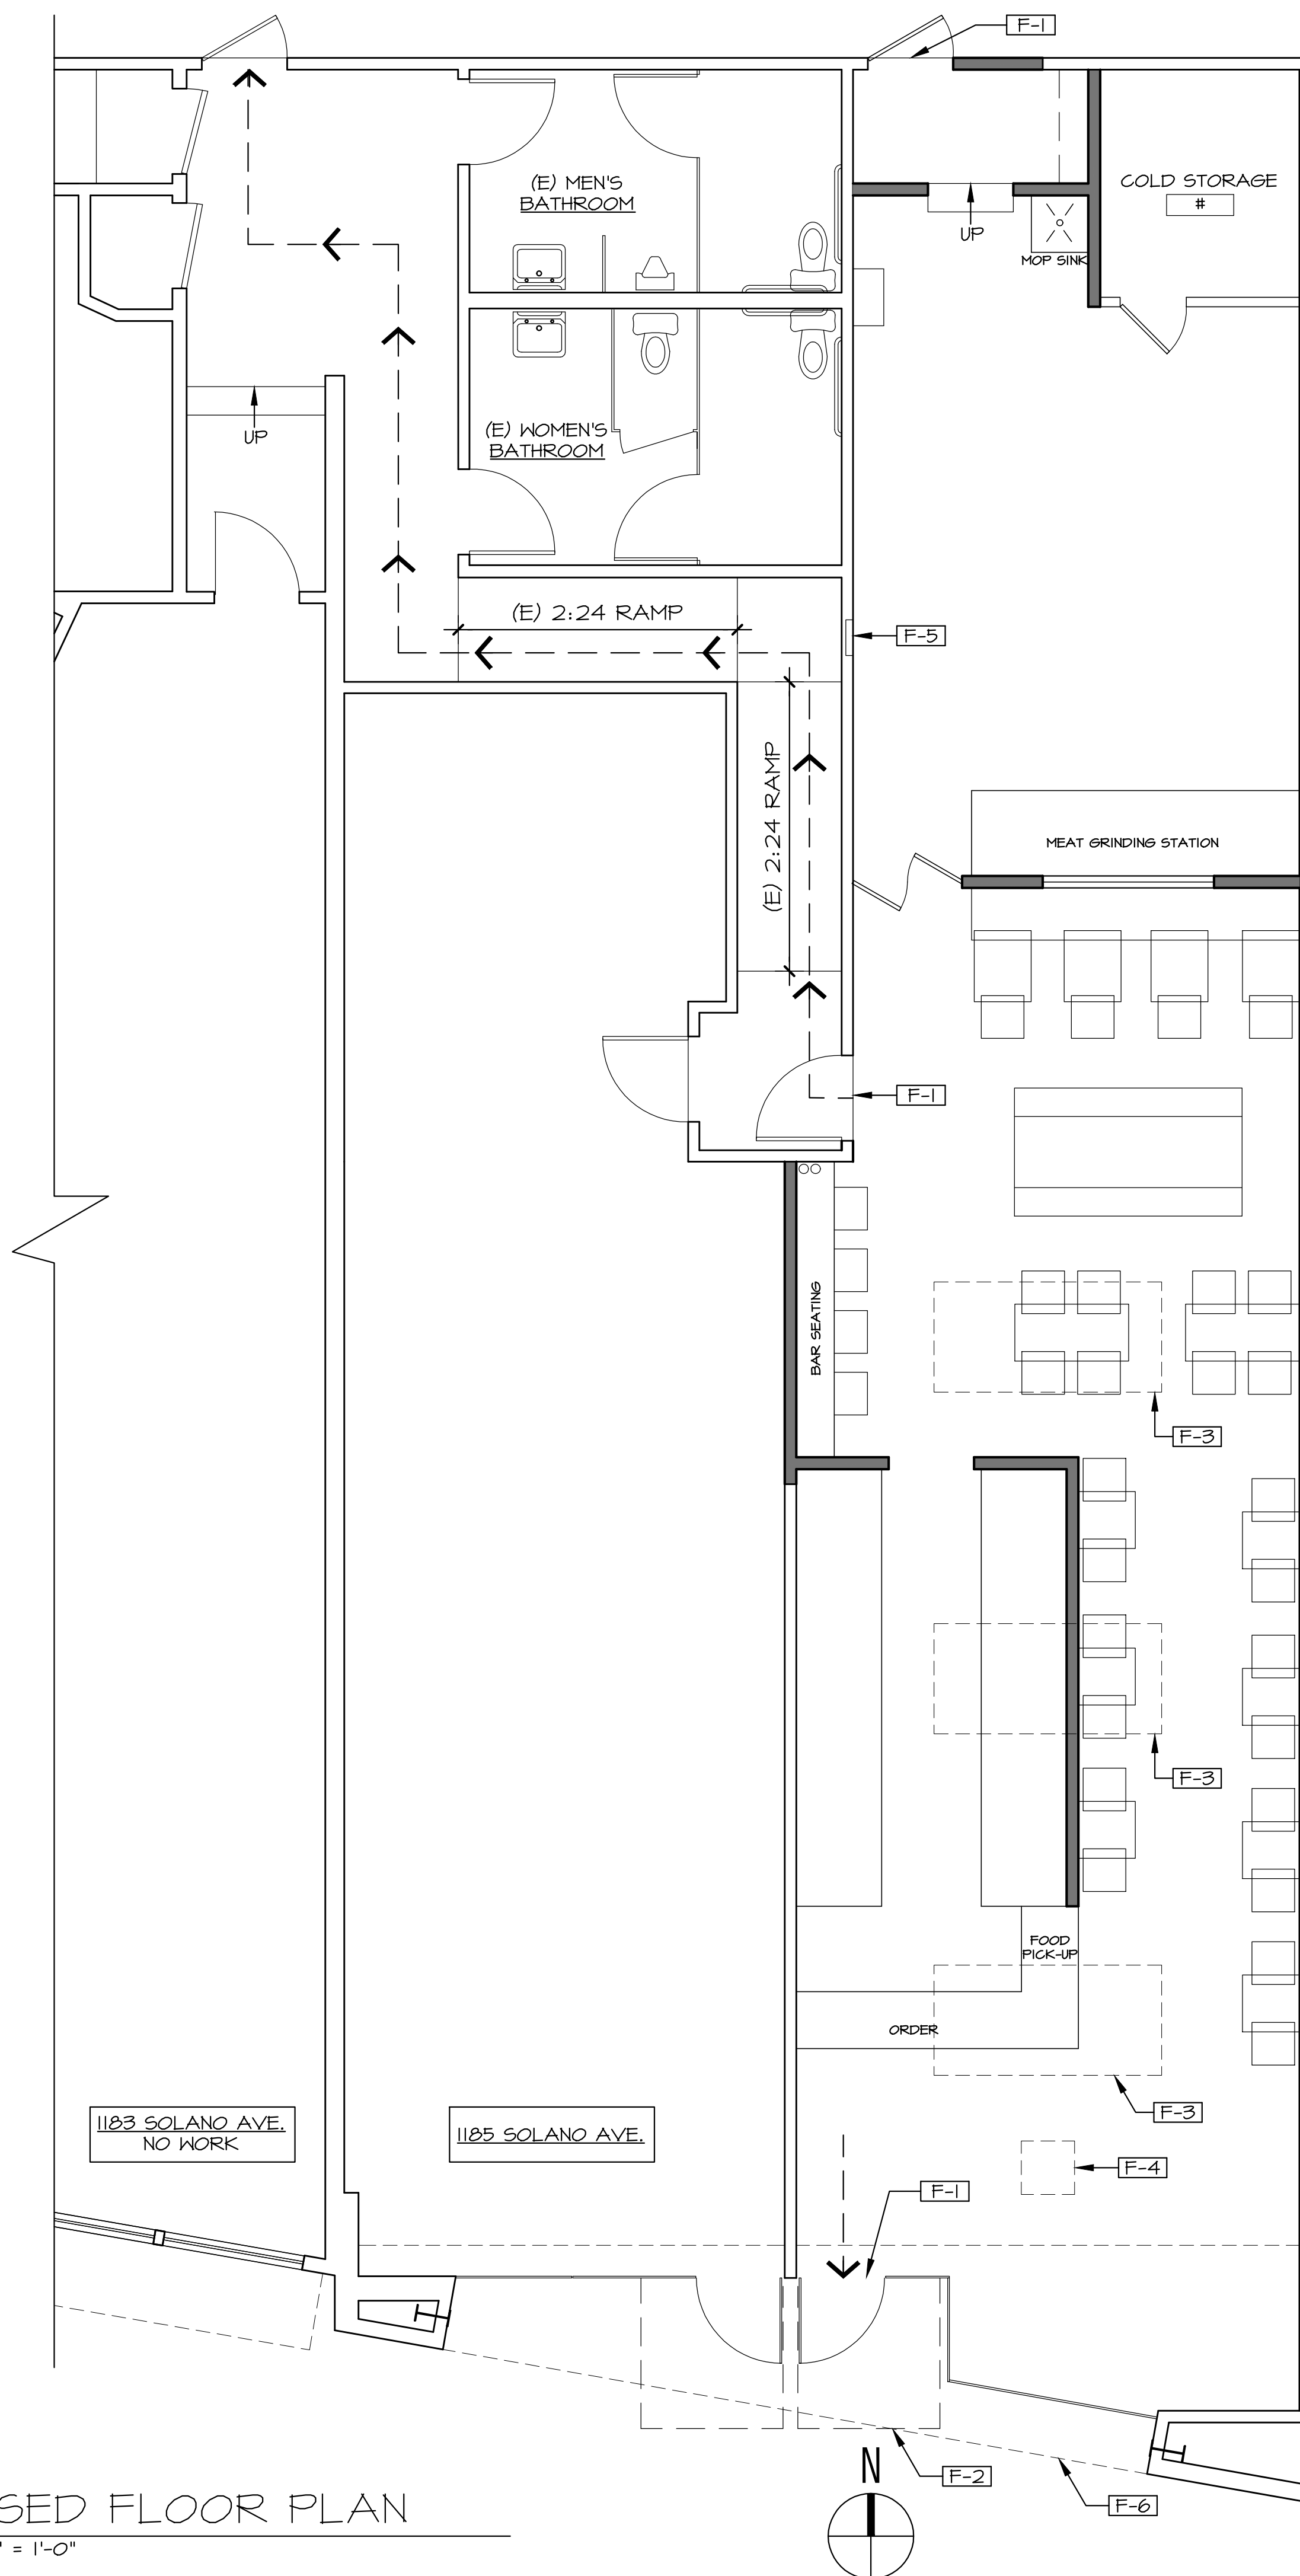 F-1
(E) MEN'S
BATHROOM
COLD STORAGE
#
UP
MOP SINK
UP
(E) WOMEN'S
BATHROOM
(E) 2:24 RAMP
F-5
(E) 2:24 RAMP
MEAT GRINDING STATION
F-1
BAR SEATING
F-3
F-3
FOOD
PICK-UP
ORDER
F-3
1183 SOLANO AVE.
NO WORK
1185 SOLANO AVE.
F-4
F-1
N
F-2
F-6
SED FLOOR PLAN
" = 1'-0"